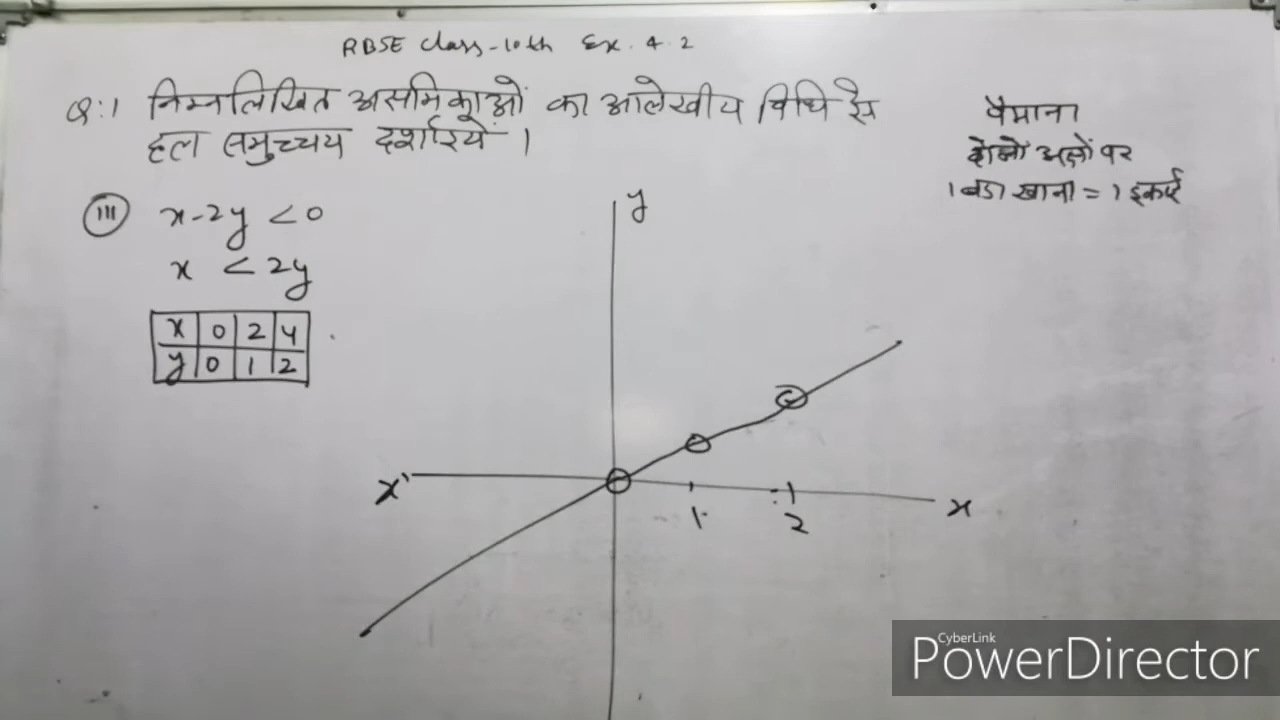 RBSE Class-10th Ex. 4.2
Q:1 निम्नलिखित असमिकाओं का आलेखीय विधि से
हल समुच्चय दर्शारये ।
पैमाना
दोनों अक्षों पर
1 बडा खाना = 1 इकाई
(iii) x-2y <0
x < 2y
x 0 2 4
y 0 1 2
y
x' x
1 2
CyberLink
PowerDirector